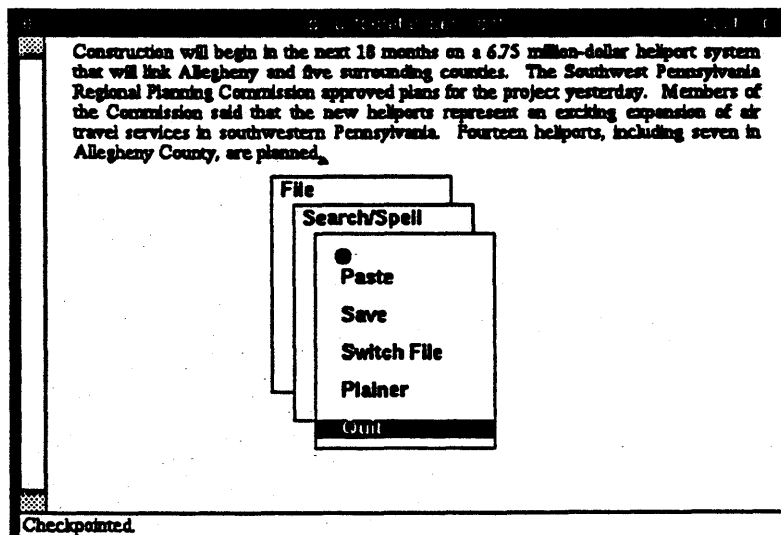 Construction will begin in the next 18 months on a 6.75 million-dollar heliport system
that will link Allegheny and five surrounding counties. The Southwest Pennsylvania
Regional Planning Commission approved plans for the project yesterday. Members of
the Commission said that the new heliports represent an exciting expansion of air
travel services in southwestern Pennsylvania. Fourteen heliports, including seven in
Allegheny County, are planned.
File
Search/Spell
Paste
Save
Switch File
Plainer
Quit
Checkpointed.